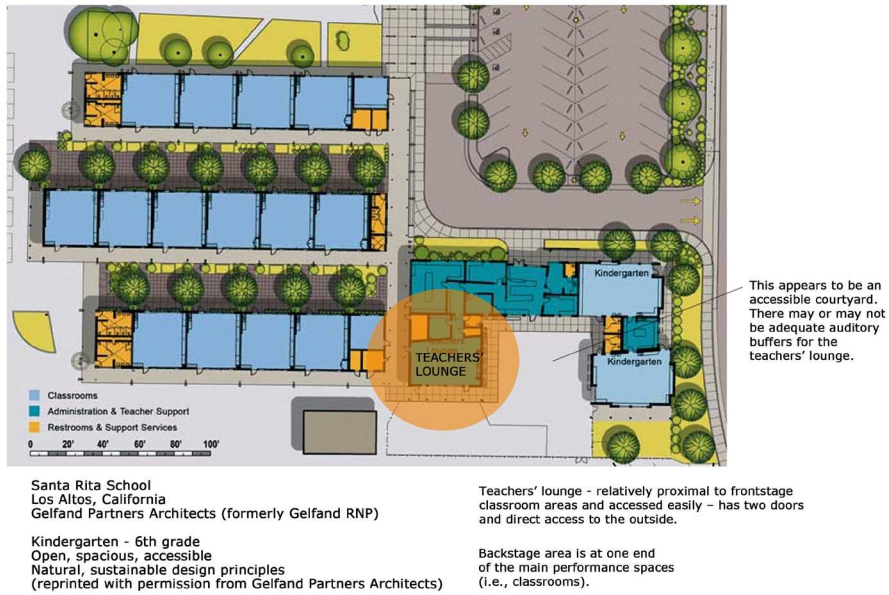 Kindergarten
This appears to be an
accessible courtyard.
There may or may not
be adequate auditory
buffers for the
teachers' lounge.
TEACHERS'
LOUNGE
Kindergarten
Classrooms
Administration & Teacher Support
Restrooms & Support Services
0 20' 40' 60' 80' 100'
Santa Rita School
Los Altos, California
Gelfand Partners Architects (formerly Gelfand RNP)
Kindergarten - 6th grade
Open, spacious, accessible
Natural, sustainable design principles
(reprinted with permission from Gelfand Partners Architects)
Teachers' lounge - relatively proximal to frontstage
classroom areas and accessed easily – has two doors
and direct access to the outside.
Backstage area is at one end
of the main performance spaces
(i.e., classrooms).